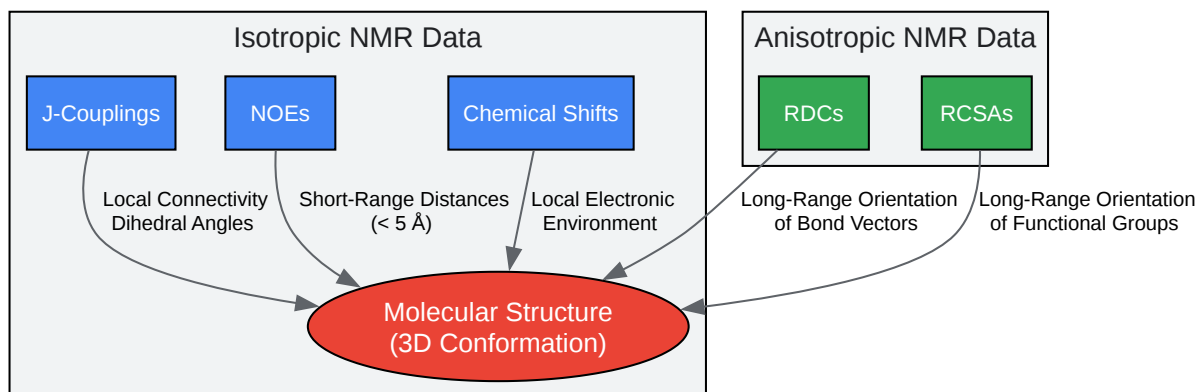 Isotropic NMR Data
Anisotropic NMR Data
J-Couplings
NOEs
Chemical Shifts
RDCs
RCSAs
Local Connectivity
Dihedral Angles
Short-Range Distances
(< 5 Å)
Local Electronic
Environment
Long-Range Orientation
of Bond Vectors
Long-Range Orientation
of Functional Groups
Molecular Structure
(3D Conformation)